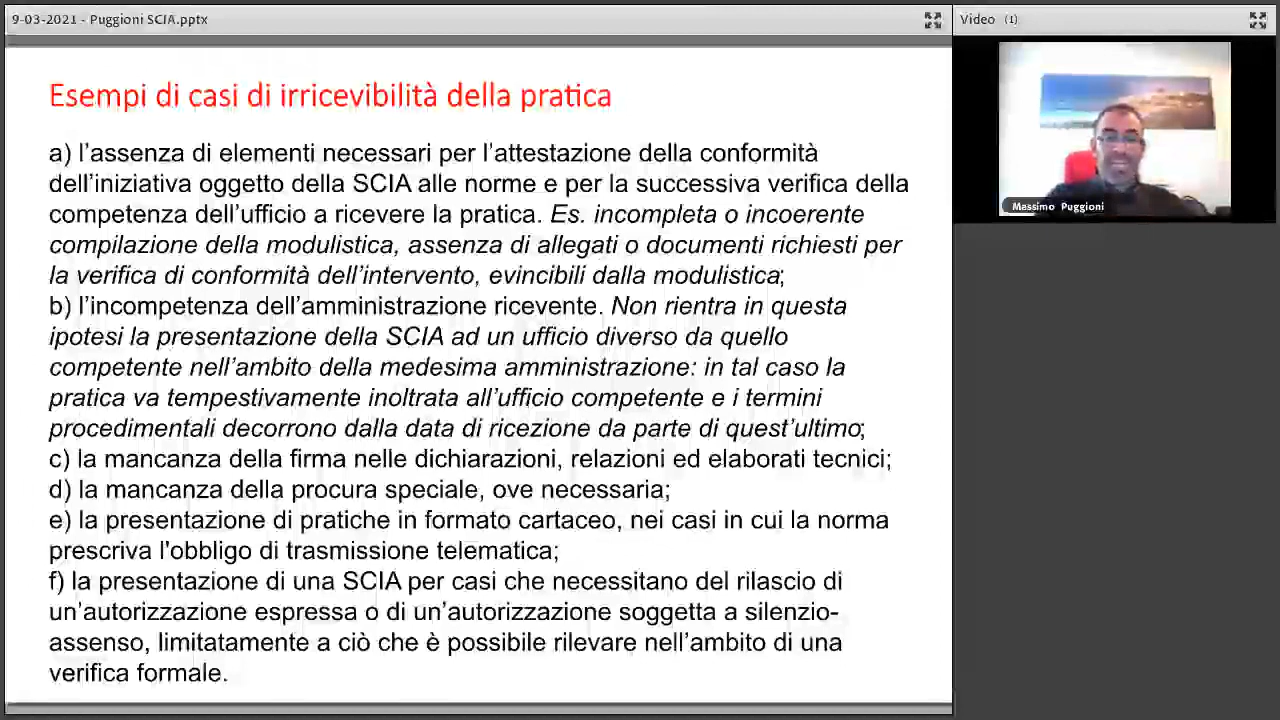 9-03-2021 - Puggioni SCIA.pptx
Video (1)
Massimo Puggioni
Esempi di casi di irricevibilità della pratica
a) l’assenza di elementi necessari per l’attestazione della conformità
dell’iniziativa oggetto della SCIA alle norme e per la successiva verifica della
competenza dell’ufficio a ricevere la pratica. Es. incompleta o incoerente
compilazione della modulistica, assenza di allegati o documenti richiesti per
la verifica di conformità dell’intervento, evincibili dalla modulistica;
b) l’incompetenza dell’amministrazione ricevente. Non rientra in questa
ipotesi la presentazione della SCIA ad un ufficio diverso da quello
competente nell’ambito della medesima amministrazione: in tal caso la
pratica va tempestivamente inoltrata all’ufficio competente e i termini
procedimentali decorrono dalla data di ricezione da parte di quest’ultimo;
c) la mancanza della firma nelle dichiarazioni, relazioni ed elaborati tecnici;
d) la mancanza della procura speciale, ove necessaria;
e) la presentazione di pratiche in formato cartaceo, nei casi in cui la norma
prescriva l'obbligo di trasmissione telematica;
f) la presentazione di una SCIA per casi che necessitano del rilascio di
un’autorizzazione espressa o di un’autorizzazione soggetta a silenzio-
assenso, limitatamente a ciò che è possibile rilevare nell’ambito di una
verifica formale.